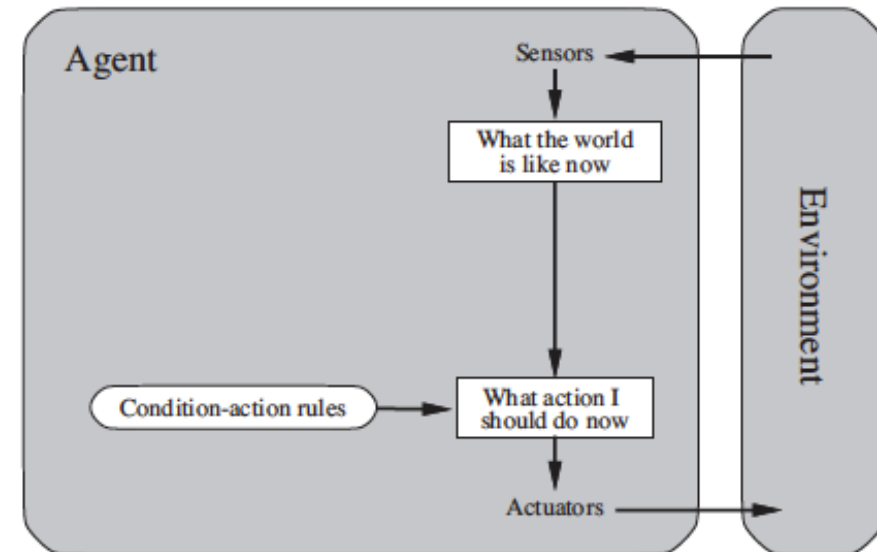 Agent
Sensors
What the world
is like now
Environment
Condition-action rules
What action I
should do now
Actuators